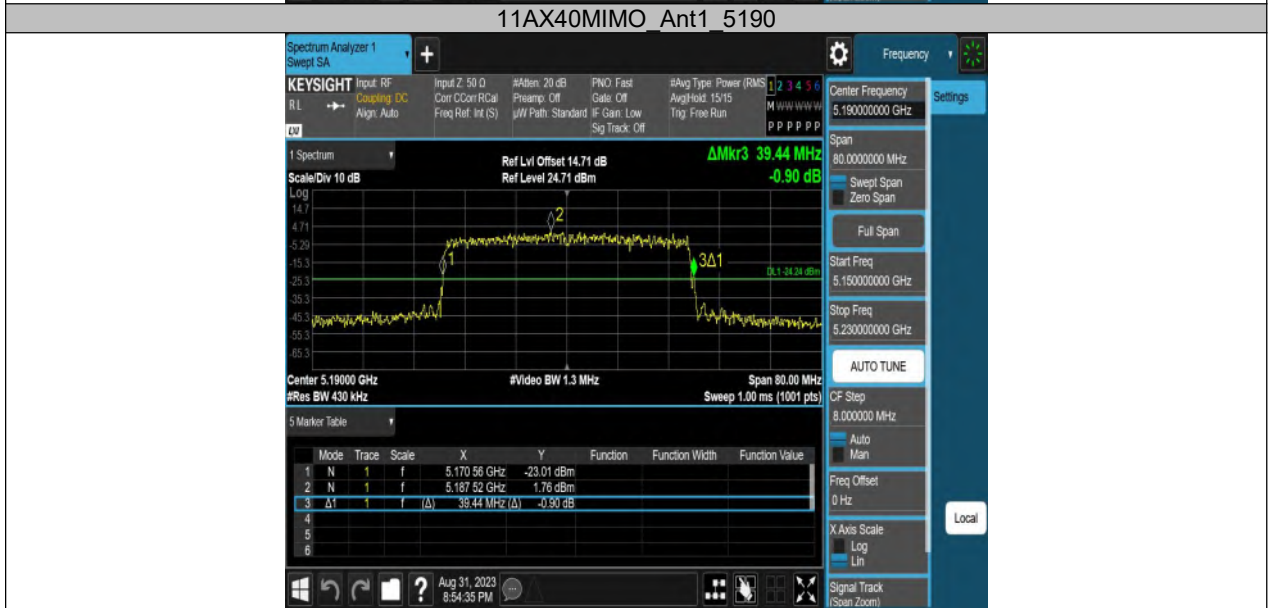 11AX40MIMO_Ant1_5190
Spectrum Analyzer 1
Swept SA
+
Frequency
KEYSIGHT
RL
LXI
Input: RF
Coupling: DC
Align: Auto
Input Z: 50 Ω
Corr CCorr RCal
Freq Ref: Int (S)
#Atten: 20 dB
Preamp: Off
µW Path: Standard
PNO: Fast
Gate: Off
IF Gain: Low
Sig Track: Off
#Avg Type: Power (RMS
Avg|Hold: 15/15
Trig: Free Run
1 2 3 4 5 6
M W W W W W
P P P P P P
1 Spectrum
Scale/Div 10 dB
Ref Lvl Offset 14.71 dB
Ref Level 24.71 dBm
ΔMkr3 39.44 MHz
-0.90 dB
Log
14.7
4.71
-5.29
-15.3
-25.3
-35.3
-45.3
-55.3
-65.3
1
2
3Δ1
DL1 -24.24 dBm
Center 5.19000 GHz
#Video BW 1.3 MHz
Span 80.00 MHz
#Res BW 430 kHz
Sweep 1.00 ms (1001 pts)
5 Marker Table
Mode Trace Scale X Y Function Function Width Function Value
1 N 1 f 5.170 56 GHz -23.01 dBm
2 N 1 f 5.187 52 GHz 1.76 dBm
3 Δ1 1 f (Δ) 39.44 MHz (Δ) -0.90 dB
4
5
6
?
Aug 31, 2023
8:54:35 PM
Center Frequency
5.190000000 GHz
Settings
Span
80.0000000 MHz
Swept Span
Zero Span
Full Span
Start Freq
5.150000000 GHz
Stop Freq
5.230000000 GHz
AUTO TUNE
CF Step
8.000000 MHz
Auto
Man
Freq Offset
0 Hz
X Axis Scale
Log
Lin
Local
Signal Track
(Span Zoom)